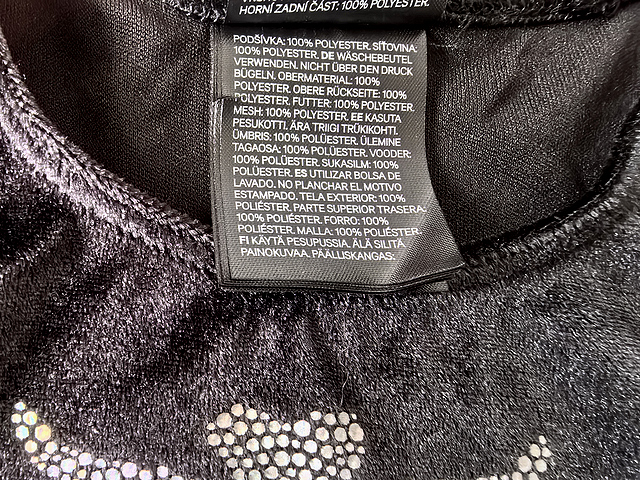 HORNÍ ZADNÍ ČÁST: 100% POLYESTER.
PODŠÍVKA: 100% POLYESTER. SÍŤOVINA:
100% POLYESTER. DE WÄSCHEBEUTEL
VERWENDEN. NICHT ÜBER DEN DRUCK
BÜGELN. OBERMATERIAL: 100%
POLYESTER. OBERE RÜCKSEITE: 100%
POLYESTER. FUTTER: 100% POLYESTER.
MESH: 100% POLYESTER. EE KASUTA
PESUKOTTI. ÄRA TRIIGI TRÜKIKOHTI.
ÜMBRIS: 100% POLÜESTER. ÜLEMINE
TAGAOSA: 100% POLÜESTER. VOODER:
100% POLÜESTER. SUKASILM: 100%
POLÜESTER. ES UTILIZAR BOLSA DE
LAVADO. NO PLANCHAR EL MOTIVO
ESTAMPADO. TELA EXTERIOR: 100%
POLIÉSTER. PARTE SUPERIOR TRASERA:
100% POLIÉSTER. FORRO: 100%
POLIÉSTER. MALLA: 100% POLIÉSTER.
FI KÄYTÄ PESUPUSSIA. ÄLÄ SILITÄ
PAINOKUVAA. PÄÄLLISKANGAS: